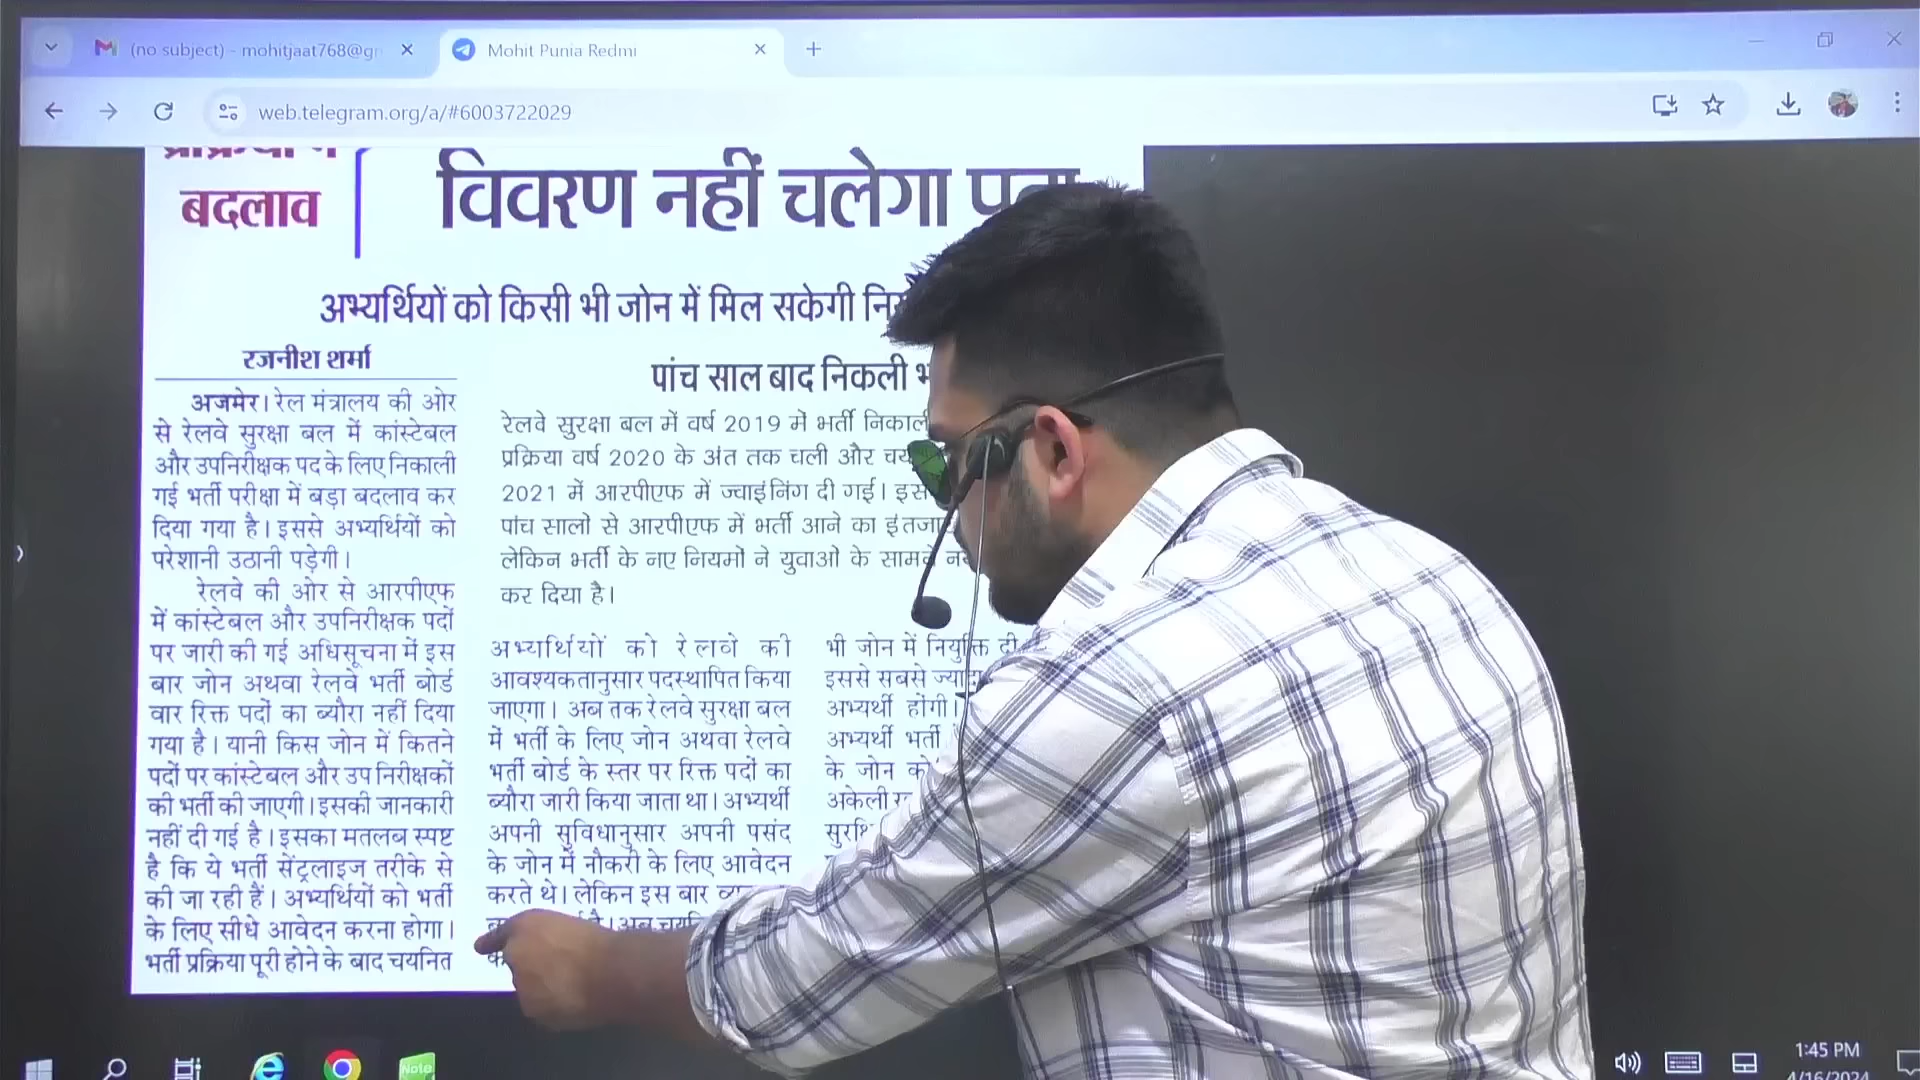 (no subject) - mohitjaat768@gr
Mohit Punia Redmi
web.telegram.org/a/#6003722029
बदलाव
विवरण नहीं चलेगा
अभ्यर्थियों को किसी भी जोन में मिल सकेगी
रजनीश शर्मा
अजमेर। रेल मंत्रालय की ओर
से रेलवे सुरक्षा बल में कांस्टेबल
और उपनिरीक्षक पद के लिए निकाली
गई भर्ती परीक्षा में बड़ा बदलाव कर
दिया गया है। इससे अभ्यर्थियों को
परेशानी उठानी पड़ेगी।
रेलवे की ओर से आरपीएफ
में कांस्टेबल और उपनिरीक्षक पदों
पर जारी की गई अधिसूचना में इस
बार जोन अथवा रेलवे भर्ती बोर्ड
वार रिक्त पदों का ब्यौरा नहीं दिया
गया है। यानी किस जोन में कितने
पदों पर कांस्टेबल और उप निरीक्षकों
की भर्ती की जाएगी। इसकी जानकारी
नहीं दी गई है। इसका मतलब स्पष्ट
है कि ये भर्ती सेंट्रलाइज तरीके से
की जा रही हैं। अभ्यर्थियों को भर्ती
के लिए सीधे आवेदन करना होगा।
भर्ती प्रक्रिया पूरी होने के बाद चयनित
पांच साल बाद निकली
रेलवे सुरक्षा बल में वर्ष 2019 में भर्ती निकाली
प्रक्रिया वर्ष 2020 के अंत तक चली और
2021 में आरपीएफ में ज्वाइंनिंग दी गई।
पांच सालों से आरपीएफ में भर्ती आने का
लेकिन भर्ती के नए नियमों ने युवाओं के सामने
कर दिया है।
अभ्यर्थियों को रेलवे की
आवश्यकतानुसार पदस्थापित किया
जाएगा। अब तक रेलवे सुरक्षा बल
में भर्ती के लिए जोन अथवा रेलवे
भर्ती बोर्ड के स्तर पर रिक्त पदों का
ब्यौरा जारी किया जाता था। अभ्यर्थी
अपनी सुविधानुसार अपनी पसंद
के जोन में नौकरी के लिए आवेदन
करते थे। लेकिन इस बार
भी जोन में नियुक्ति दी
इससे सबसे ज्यादा
अभ्यर्थी होंगी।
अभ्यर्थी भर्ती
के जोन को
अकेली
Note
1:45 PM
4/16/2024